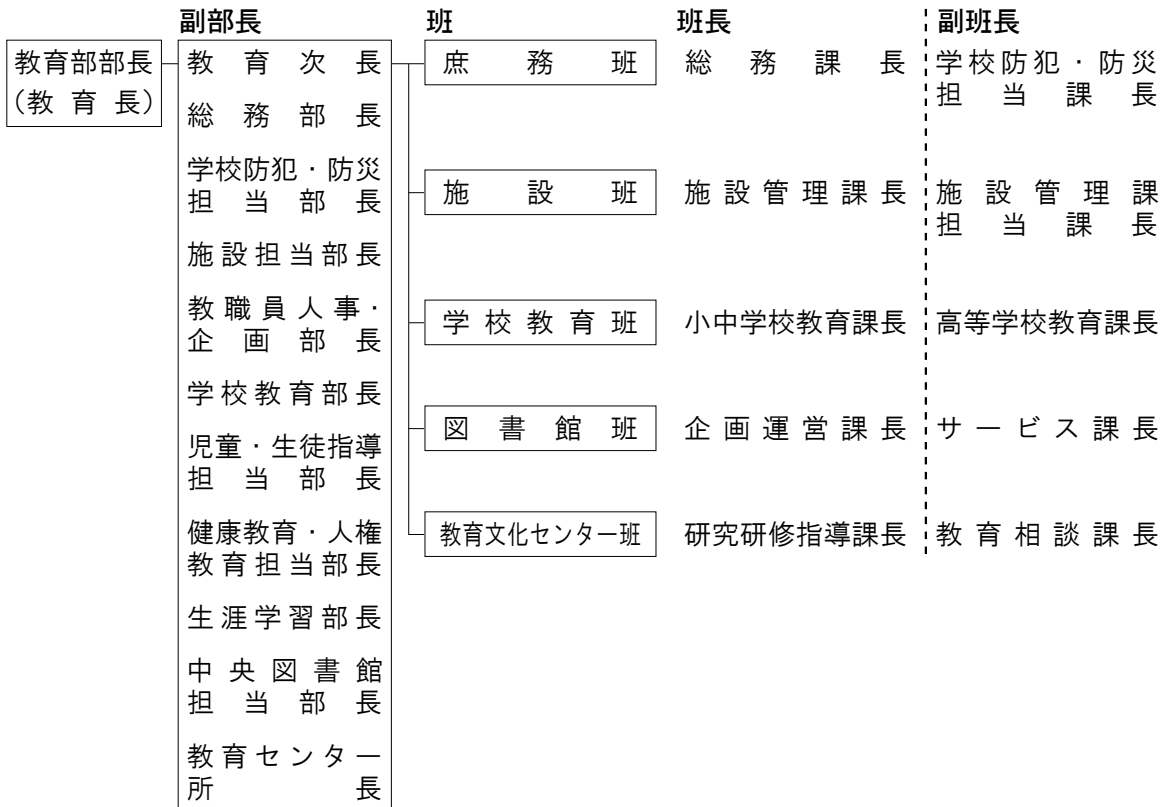 副部長 班 班長 副班長
教育部部長
（教育長）
教育次長
総務部長
学校防犯・防災
担当部長
施設担当部長
教職員人事・
企画部長
学校教育部長
児童・生徒指導
担当部長
健康教育・人権
教育担当部長
生涯学習部長
中央図書館
担当部長
教育センター
所長
庶務班 総務課長 学校防犯・防災
担当課長
施設班 施設管理課長 施設管理課
担当課長
学校教育班 小中学校教育課長 高等学校教育課長
図書館班 企画運営課長 サービス課長
教育文化センター班 研究研修指導課長 教育相談課長